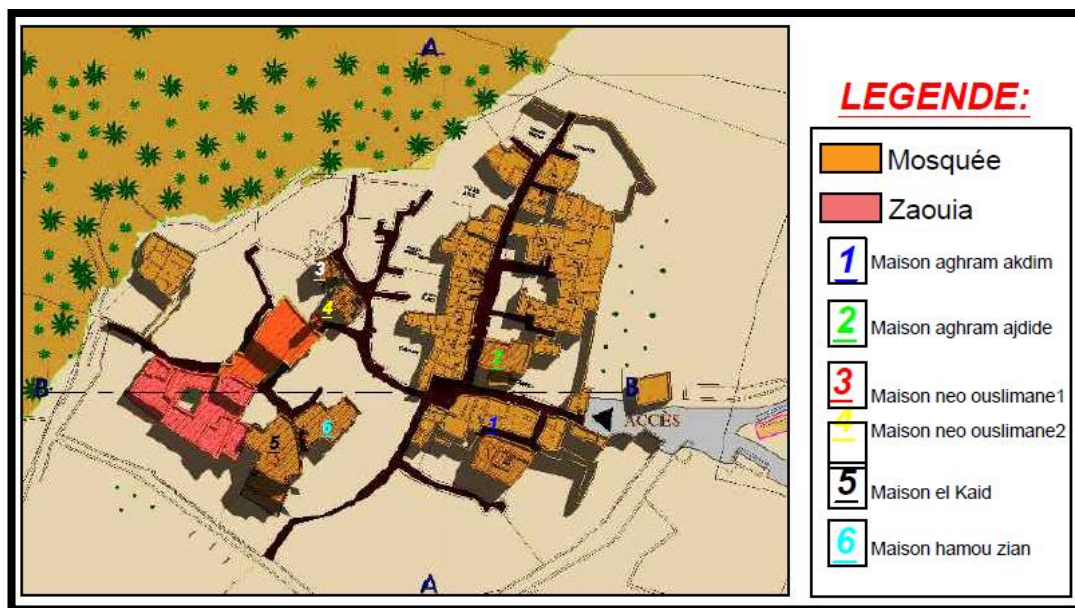 A
3
4
2
B
B
1
ACCÈS
6
5
A
LEGENDE:
Mosquée
Zaouia
1 Maison aghram akdim
2 Maison aghram ajdide
3 Maison neo ouslimane1
4 Maison neo ouslimane2
5 Maison el Kaid
6 Maison hamou zian